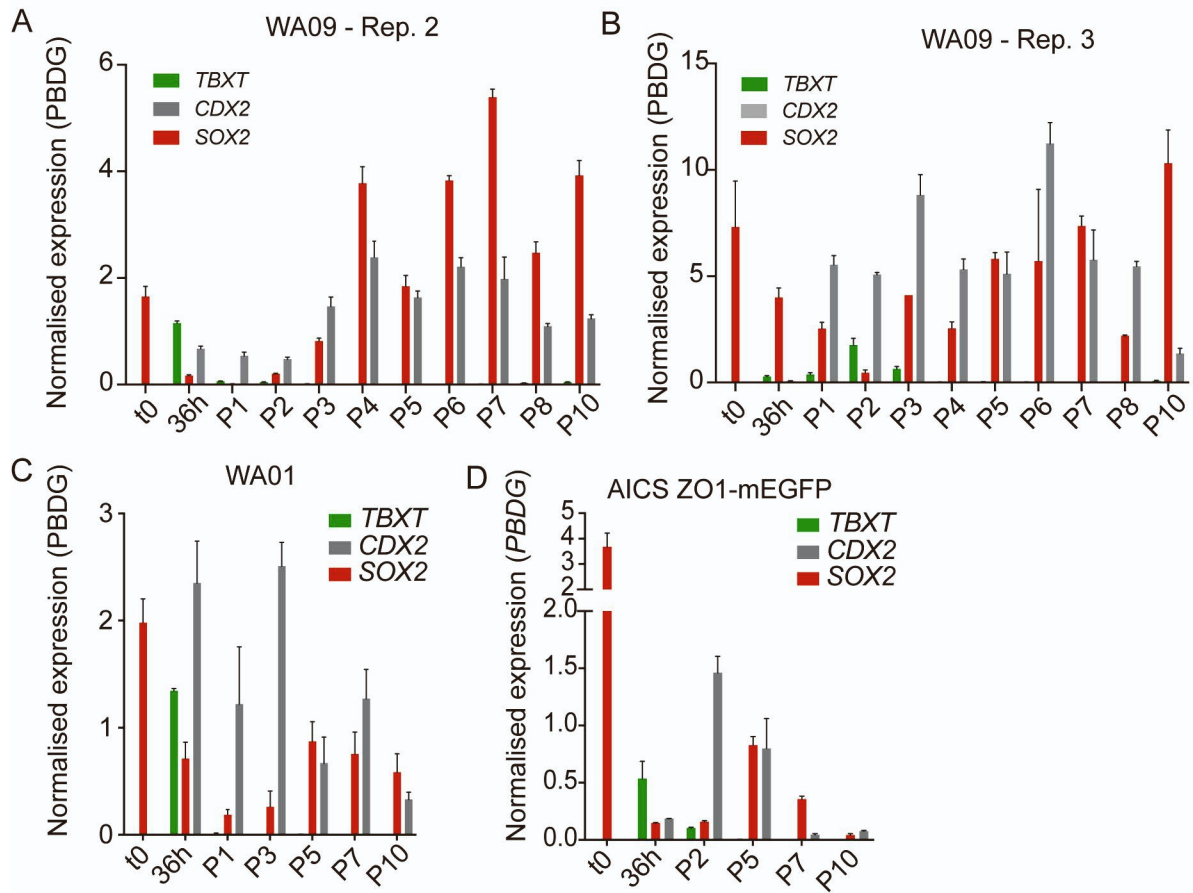 A
WA09 - Rep. 2
Normalised expression (PBDG)
6
4
2
0
TBXT
CDX2
SOX2
t0 36h P1 P2 P3 P4 P5 P6 P7 P8 P10
B
WA09 - Rep. 3
Normalised expression (PBDG)
15
10
5
0
TBXT
CDX2
SOX2
t0 36h P1 P2 P3 P4 P5 P6 P7 P8 P10
C
WA01
Normalised expression (PBDG)
3
2
1
0
TBXT
CDX2
SOX2
t0 36h P1 P3 P5 P7 P10
D
AICS ZO1-mEGFP
Normalised expression (PBDG)
5
4
3
2
2.0
1.5
1.0
0.5
0.0
TBXT
CDX2
SOX2
t0 36h P2 P5 P7 P10